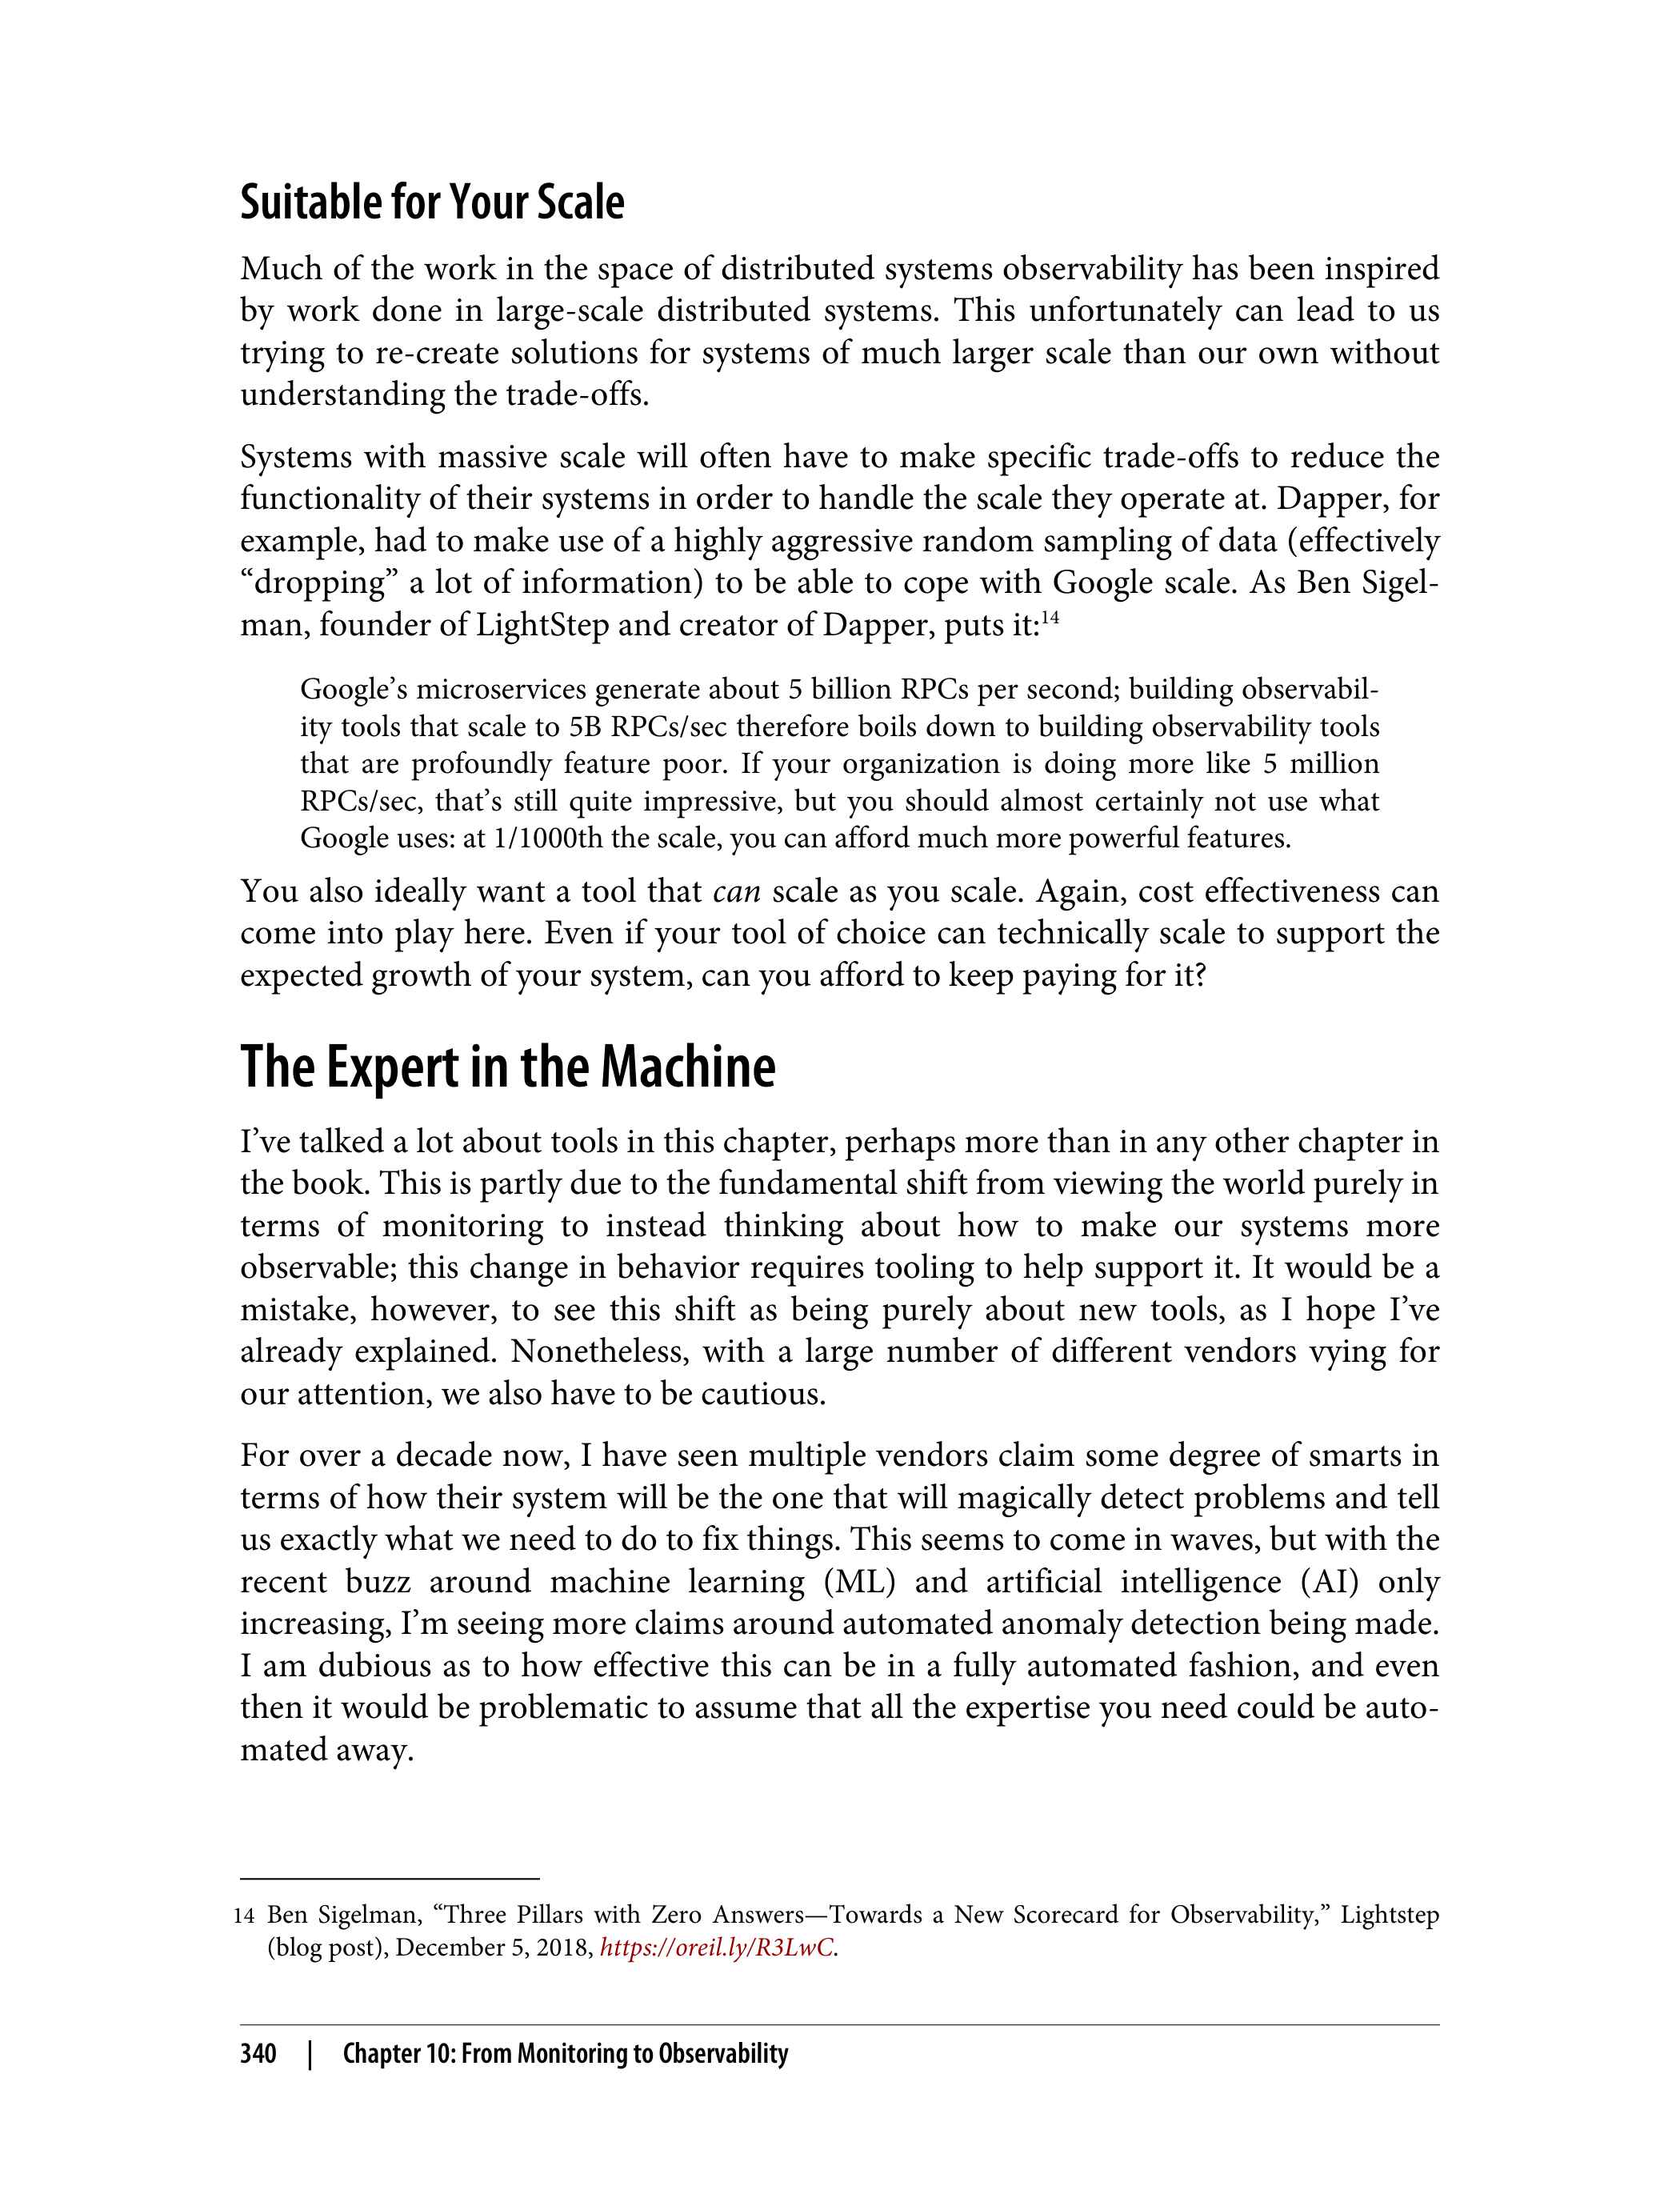 Suitable for Your Scale
Much of the work in the space of distributed systems observability has been inspired
by work done in large-scale distributed systems. This unfortunately can lead to us
trying to re-create solutions for systems of much larger scale than our own without
understanding the trade-offs.
Systems with massive scale will often have to make specific trade-offs to reduce the
functionality of their systems in order to handle the scale they operate at. Dapper, for
example, had to make use of a highly aggressive random sampling of data (effectively
“dropping” a lot of information) to be able to cope with Google scale. As Ben Sigel-
man, founder of LightStep and creator of Dapper, puts it:14
Google’s microservices generate about 5 billion RPCs per second; building observabil-
ity tools that scale to 5B RPCs/sec therefore boils down to building observability tools
that are profoundly feature poor. If your organization is doing more like 5 million
RPCs/sec, that’s still quite impressive, but you should almost certainly not use what
Google uses: at 1/1000th the scale, you can afford much more powerful features.
You also ideally want a tool that can scale as you scale. Again, cost effectiveness can
come into play here. Even if your tool of choice can technically scale to support the
expected growth of your system, can you afford to keep paying for it?
The Expert in the Machine
I’ve talked a lot about tools in this chapter, perhaps more than in any other chapter in
the book. This is partly due to the fundamental shift from viewing the world purely in
terms of monitoring to instead thinking about how to make our systems more
observable; this change in behavior requires tooling to help support it. It would be a
mistake, however, to see this shift as being purely about new tools, as I hope I’ve
already explained. Nonetheless, with a large number of different vendors vying for
our attention, we also have to be cautious.
For over a decade now, I have seen multiple vendors claim some degree of smarts in
terms of how their system will be the one that will magically detect problems and tell
us exactly what we need to do to fix things. This seems to come in waves, but with the
recent buzz around machine learning (ML) and artificial intelligence (AI) only
increasing, I’m seeing more claims around automated anomaly detection being made.
I am dubious as to how effective this can be in a fully automated fashion, and even
then it would be problematic to assume that all the expertise you need could be auto-
mated away.
14 Ben Sigelman, “Three Pillars with Zero Answers—Towards a New Scorecard for Observability,” Lightstep
(blog post), December 5, 2018, https://oreil.ly/R3LwC.
340 | Chapter 10: From Monitoring to Observability